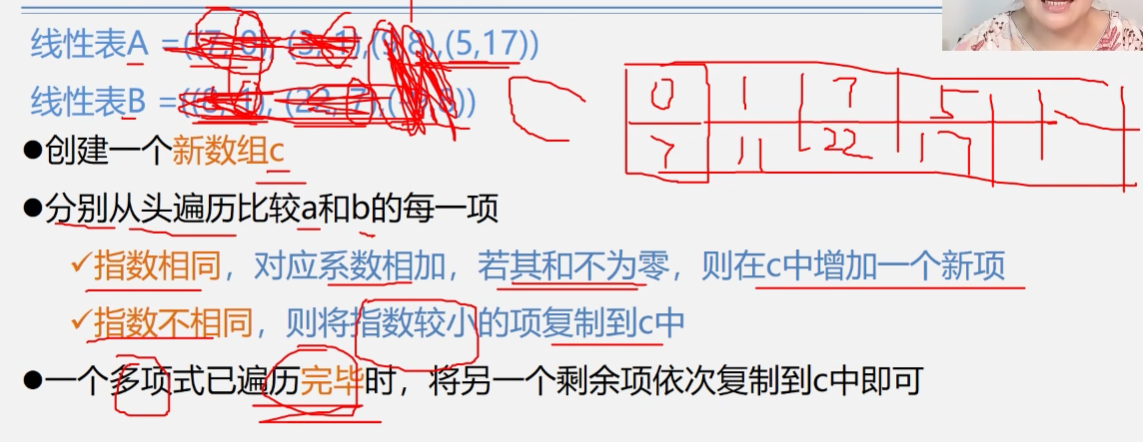 线性表A =((7,0), (3,1),(9,8),(5,17))
线性表B =((8,1), (22,7),(-9,8))
●创建一个新数组c
●分别从头遍历比较a和b的每一项
✓指数相同，对应系数相加，若其和不为零，则在c中增加一个新项
✓指数不相同，则将指数较小的项复制到c中
●一个多项式已遍历完毕时，将另一个剩余项依次复制到c中即可
0 1 7 5
7 11 22 17